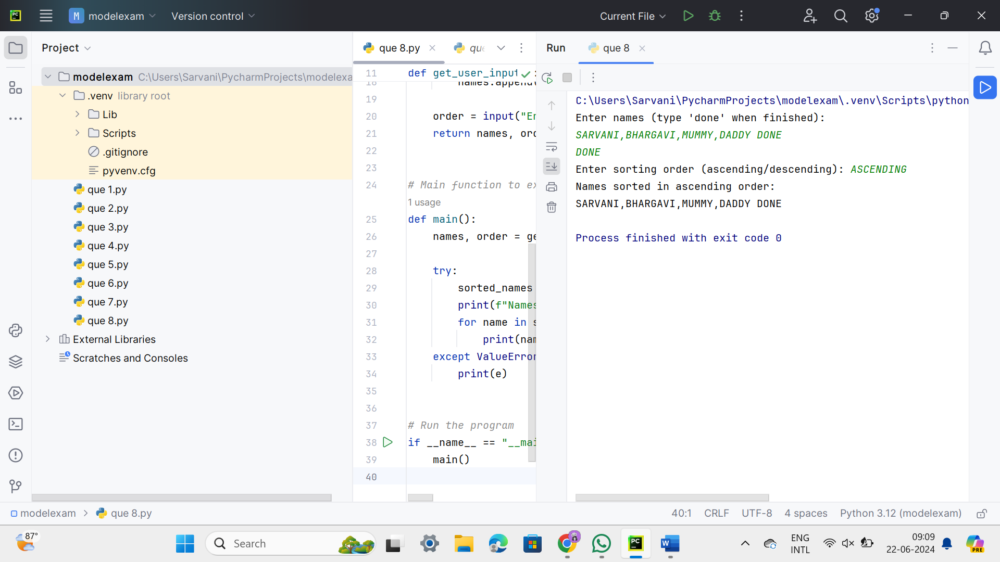 PC M modelexam Version control Current File
Project
modelexam C:\Users\Sarvani\PycharmProjects\modelexa
.venv library root
Lib
Scripts
.gitignore
pyvenv.cfg
que 1.py
que 2.py
que 3.py
que 4.py
que 5.py
que 6.py
que 7.py
que 8.py
External Libraries
Scratches and Consoles
que 8.py que
11 def get_user_input :
18 names.append(
19
20 order = input("En
21 return names, ord
22
23
24 # Main function to ex
1 usage
25 def main():
26 names, order = ge
27
28 try:
29 sorted_names
30 print(f"Names
31 for name in s
32 print(nam
33 except ValueError
34 print(e)
35
36
37 # Run the program
38 if __name__ == "__mai
39 main()
40
Run que 8
C:\Users\Sarvani\PycharmProjects\modelexam\.venv\Scripts\python
Enter names (type 'done' when finished):
SARVANI,BHARGAVI,MUMMY,DADDY DONE
DONE
Enter sorting order (ascending/descending): ASCENDING
Names sorted in ascending order:
SARVANI,BHARGAVI,MUMMY,DADDY DONE
Process finished with exit code 0
modelexam que 8.py 40:1 CRLF UTF-8 4 spaces Python 3.12 (modelexam)
87°
Search
PC
W
ENG
INTL
09:09
22-06-2024
PRE